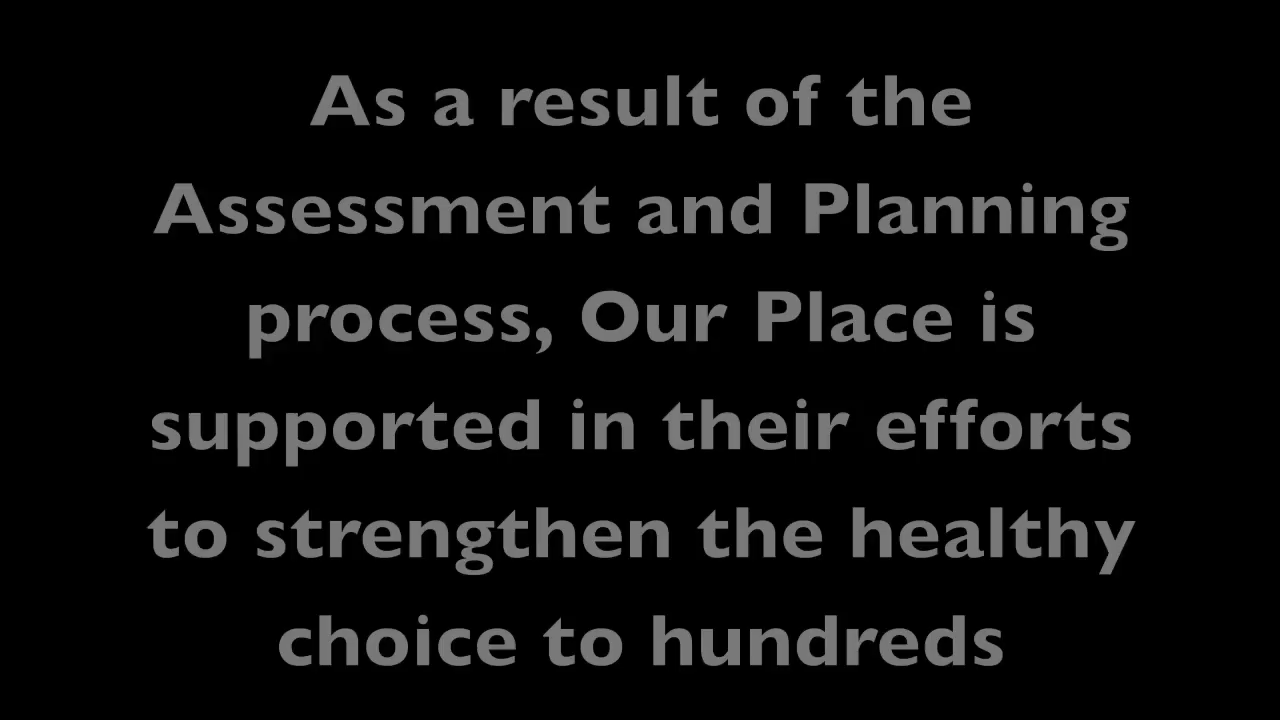 As a result of the
Assessment and Planning
process, Our Place is
supported in their efforts
to strengthen the healthy
choice to hundreds